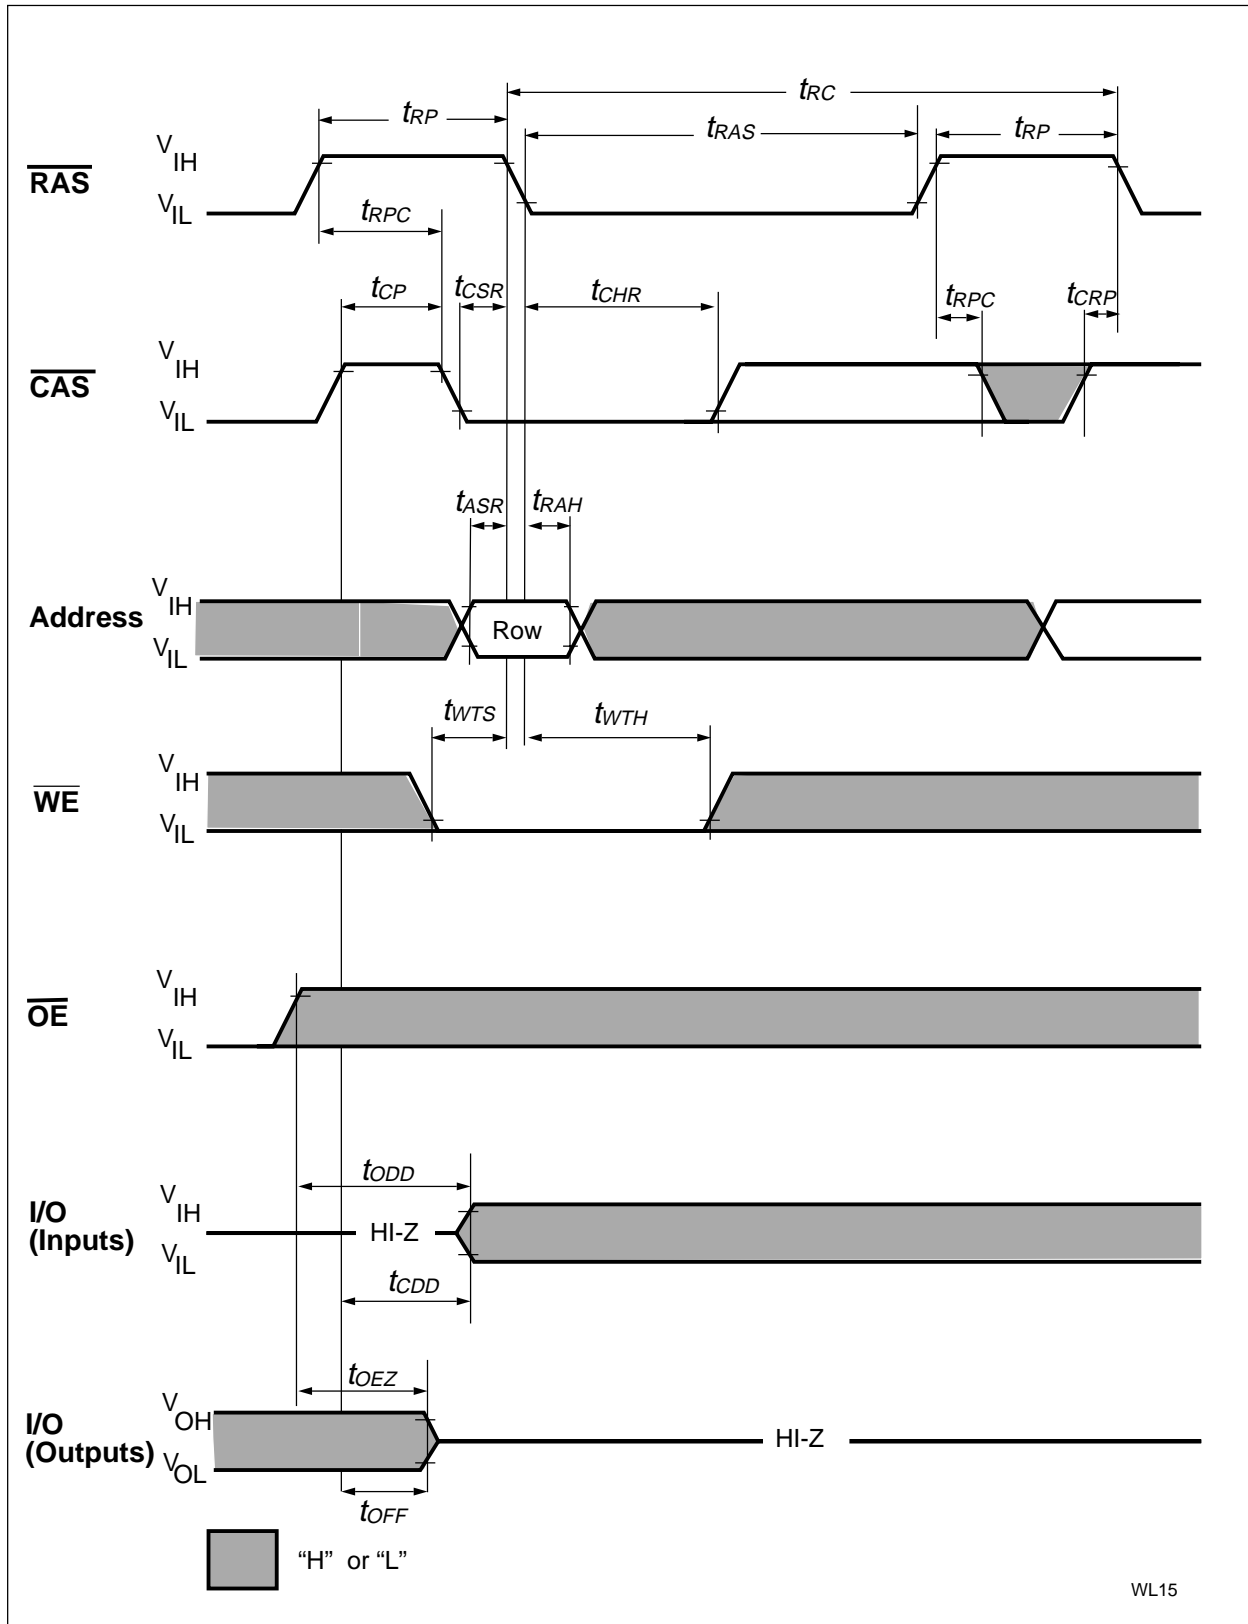 tRC
tRP
tRAS
tRP
VIH
RAS
VIL
tRPC
tCP
tCSR
tCHR
tRPC
tCRP
VIH
CAS
VIL
tASR
tRAH
VIH
Address
Row
VIL
tWTS
tWTH
VIH
WE
VIL
VIH
OE
VIL
tODD
VIH
I/O
(Inputs)
HI-Z
VIL
tCDD
tOEZ
VOH
I/O
(Outputs)
HI-Z
VOL
tOFF
“H” or “L”
WL15